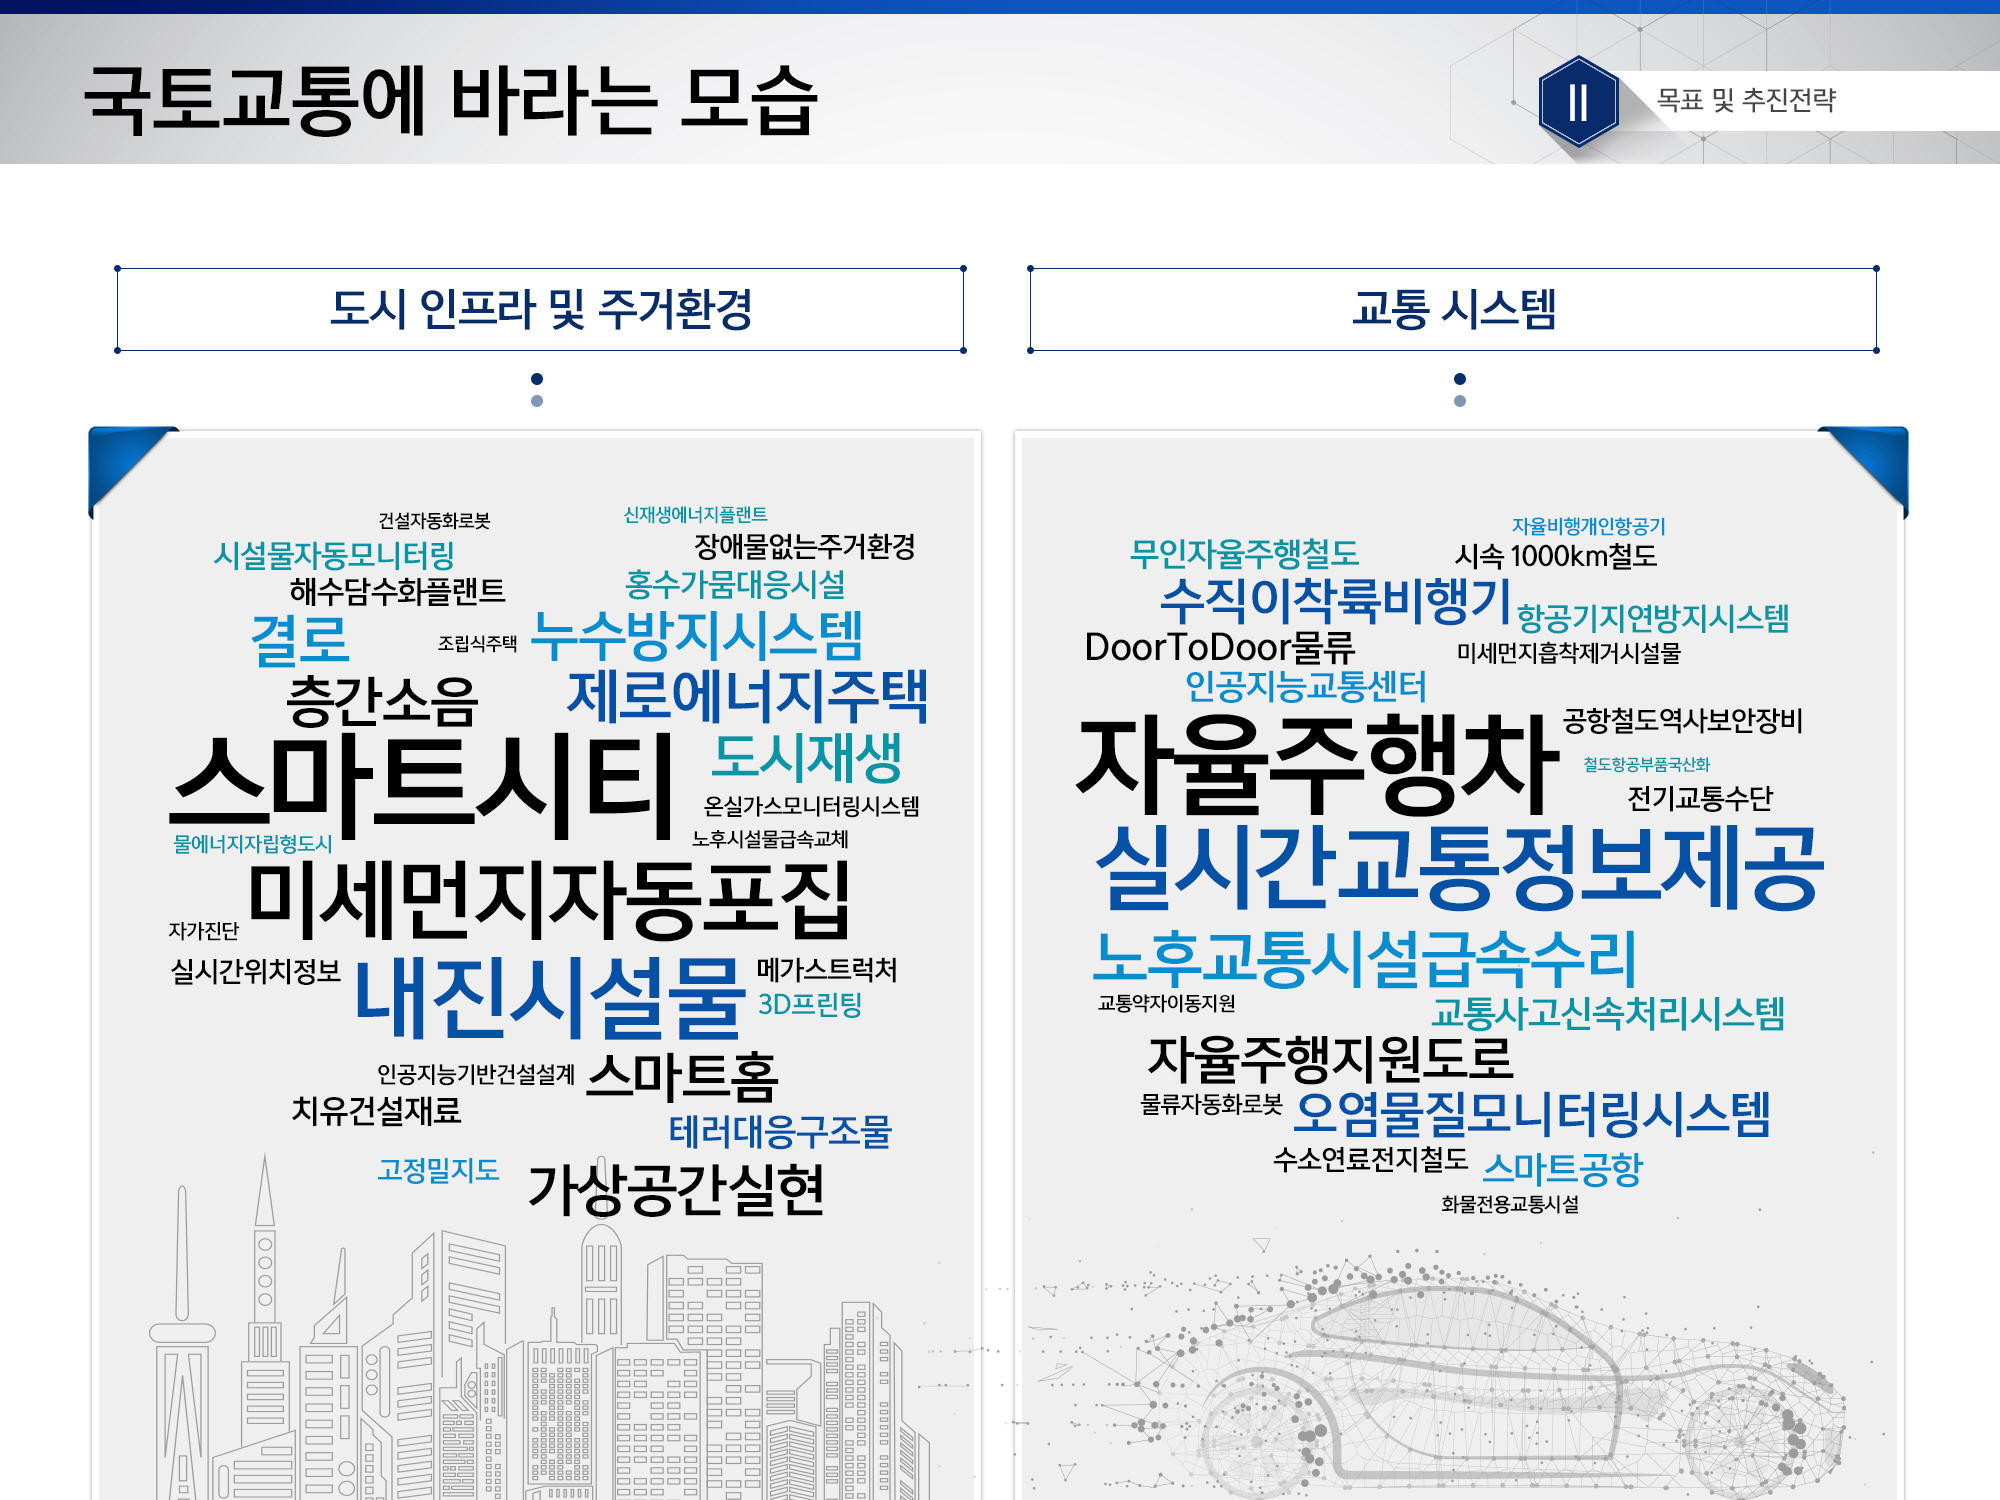 국토교통에 바라는 모습
II
목표 및 추진전략
도시 인프라 및 주거환경
건설자동화로봇
신재생에너지플랜트
시설물자동모니터링
장애물없는주거환경
해수담수화플랜트
홍수가뭄대응시설
결로
조립식주택
누수방지시스템
층간소음
제로에너지주택
스마트시티
도시재생
온실가스모니터링시스템
물에너지자립형도시
노후시설물급속교체
미세먼지자동포집
자가진단
실시간위치정보
내진시설물
메가스트럭처
3D프린팅
인공지능기반건설설계
스마트홈
치유건설재료
테러대응구조물
고정밀지도
가상공간실현
교통 시스템
자율비행개인항공기
무인자율주행철도
시속 1000km철도
수직이착륙비행기
항공기지연방지시스템
DoorToDoor물류
미세먼지흡착제거시설물
인공지능교통센터
자율주행차
공항철도역사보안장비
철도항공부품국산화
전기교통수단
실시간교통정보제공
노후교통시설급속수리
교통약자이동지원
교통사고신속처리시스템
자율주행지원도로
물류자동화로봇
오염물질모니터링시스템
수소연료전지철도
스마트공항
화물전용교통시설